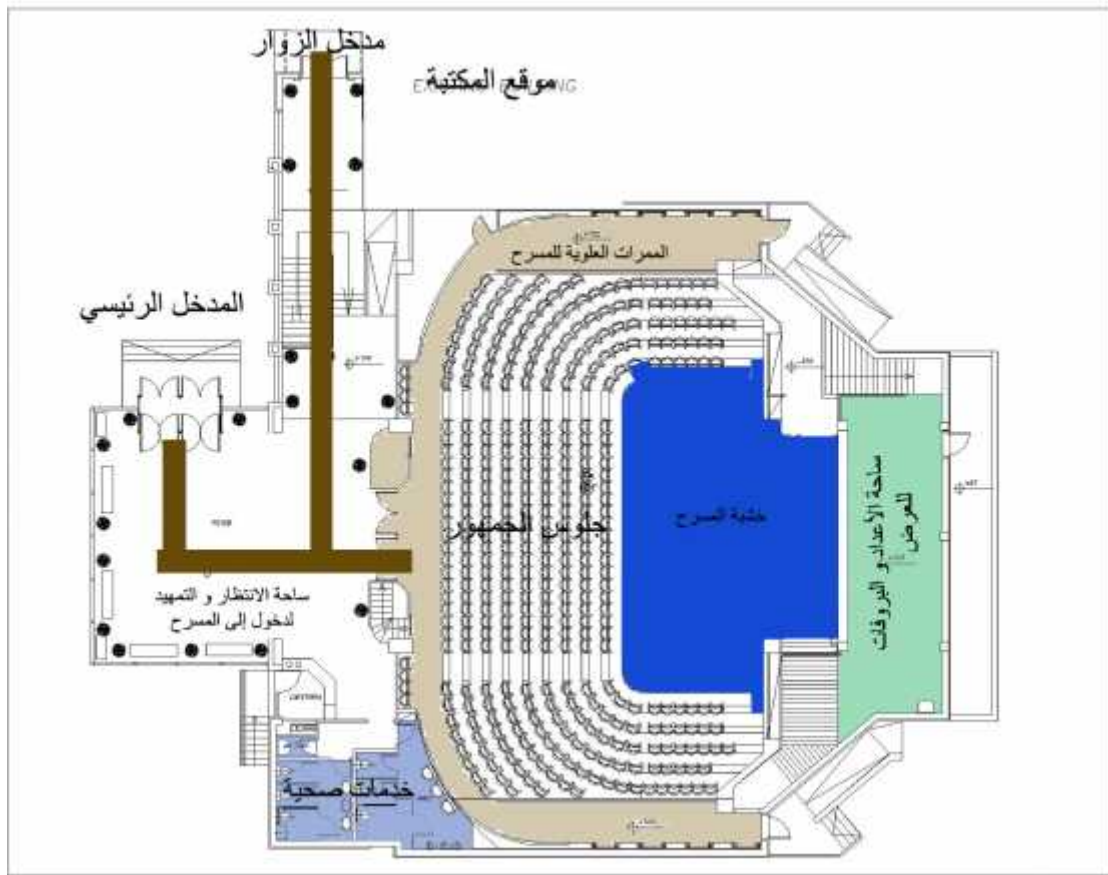 مدخل الزوار
موقع المكتبة
الممرات العلوية للمسرح
المدخل الرئيسي
جلوس الجمهور
خشبة المسرح
ساحة الأعداد و البروفات
للعرض
ساحة الانتظار و التمهيد
لدخول إلى المسرح
خدمات صحية